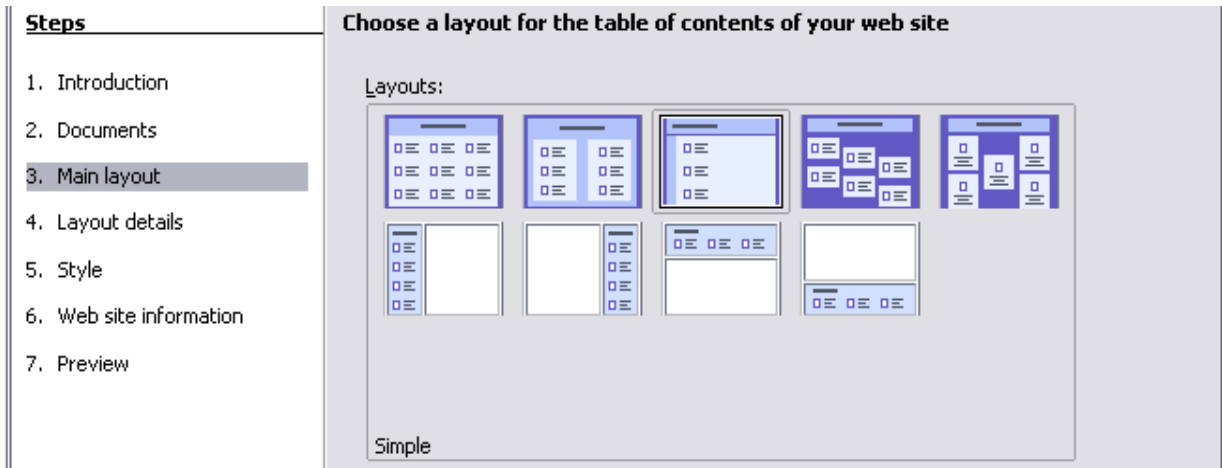 Steps
1. Introduction
2. Documents
3. Main layout
4. Layout details
5. Style
6. Web site information
7. Preview
Choose a layout for the table of contents of your web site
Layouts:
Simple